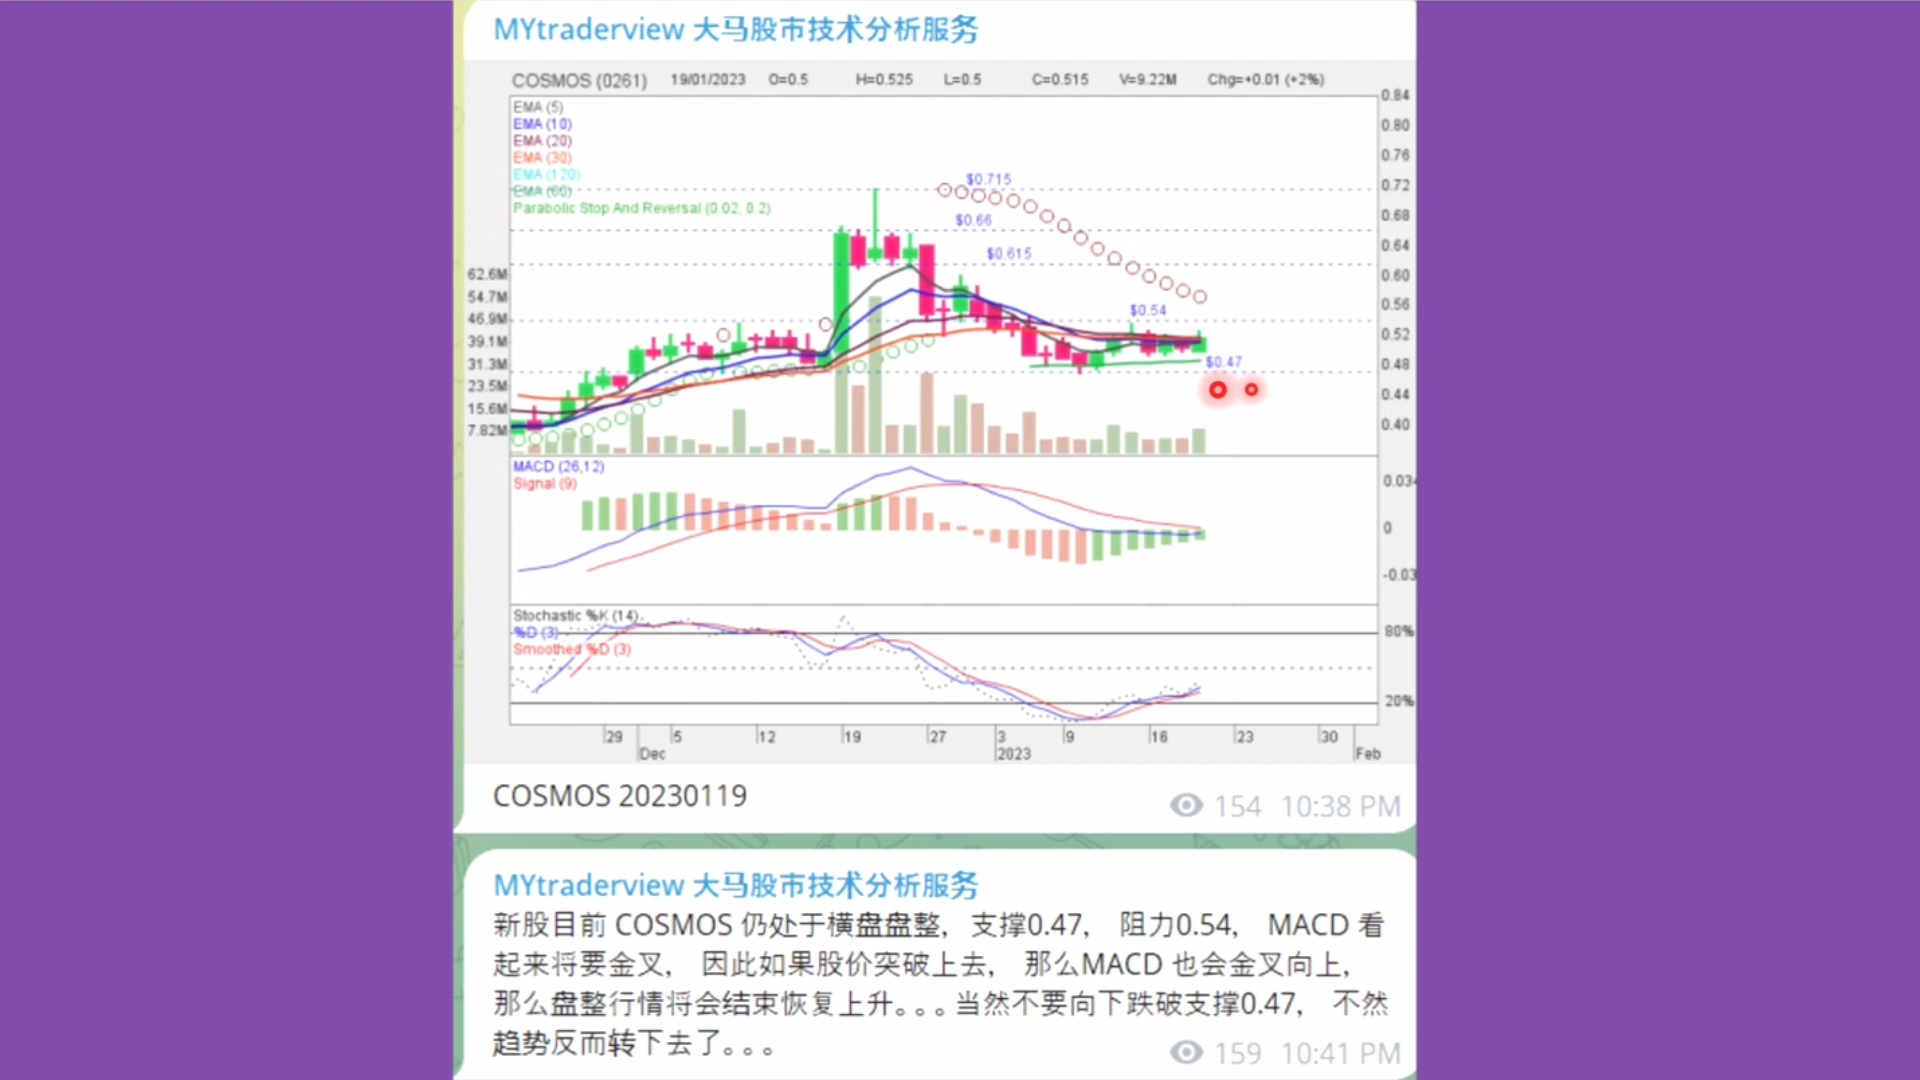 MYtraderview 大马股市技术分析服务
COSMOS (0261) 19/01/2023 O=0.5 H=0.525 L=0.5 C=0.515 V=9.22M Chg=+0.01 (+2%)
EMA (5)
EMA (10)
EMA (20)
EMA (30)
EMA (120)
EMA (60)
Parabolic Stop And Reversal (0.02, 0.2)
$0.715
$0.66
$0.615
$0.54
$0.47
0.84
0.80
0.76
0.72
0.68
0.64
0.60
0.56
0.52
0.48
0.44
0.40
62.6M
54.7M
46.9M
39.1M
31.3M
23.5M
15.6M
7.82M
MACD (26,12)
Signal (9)
0.034
0
-0.03
Stochastic %K (14)
%D (3)
Smoothed %D (3)
80%
20%
29 5 12 19 27 3 9 16 23 30
Dec 2023 Feb
COSMOS 20230119
154 10:38 PM
MYtraderview 大马股市技术分析服务
新股目前 COSMOS 仍处于横盘盘整, 支撑0.47, 阻力0.54, MACD 看
起来将要金叉, 因此如果股价突破上去, 那么MACD 也会金叉向上,
那么盘整行情将会结束恢复上升。。。当然不要向下跌破支撑0.47, 不然
趋势反而转下去了。。。
159 10:41 PM